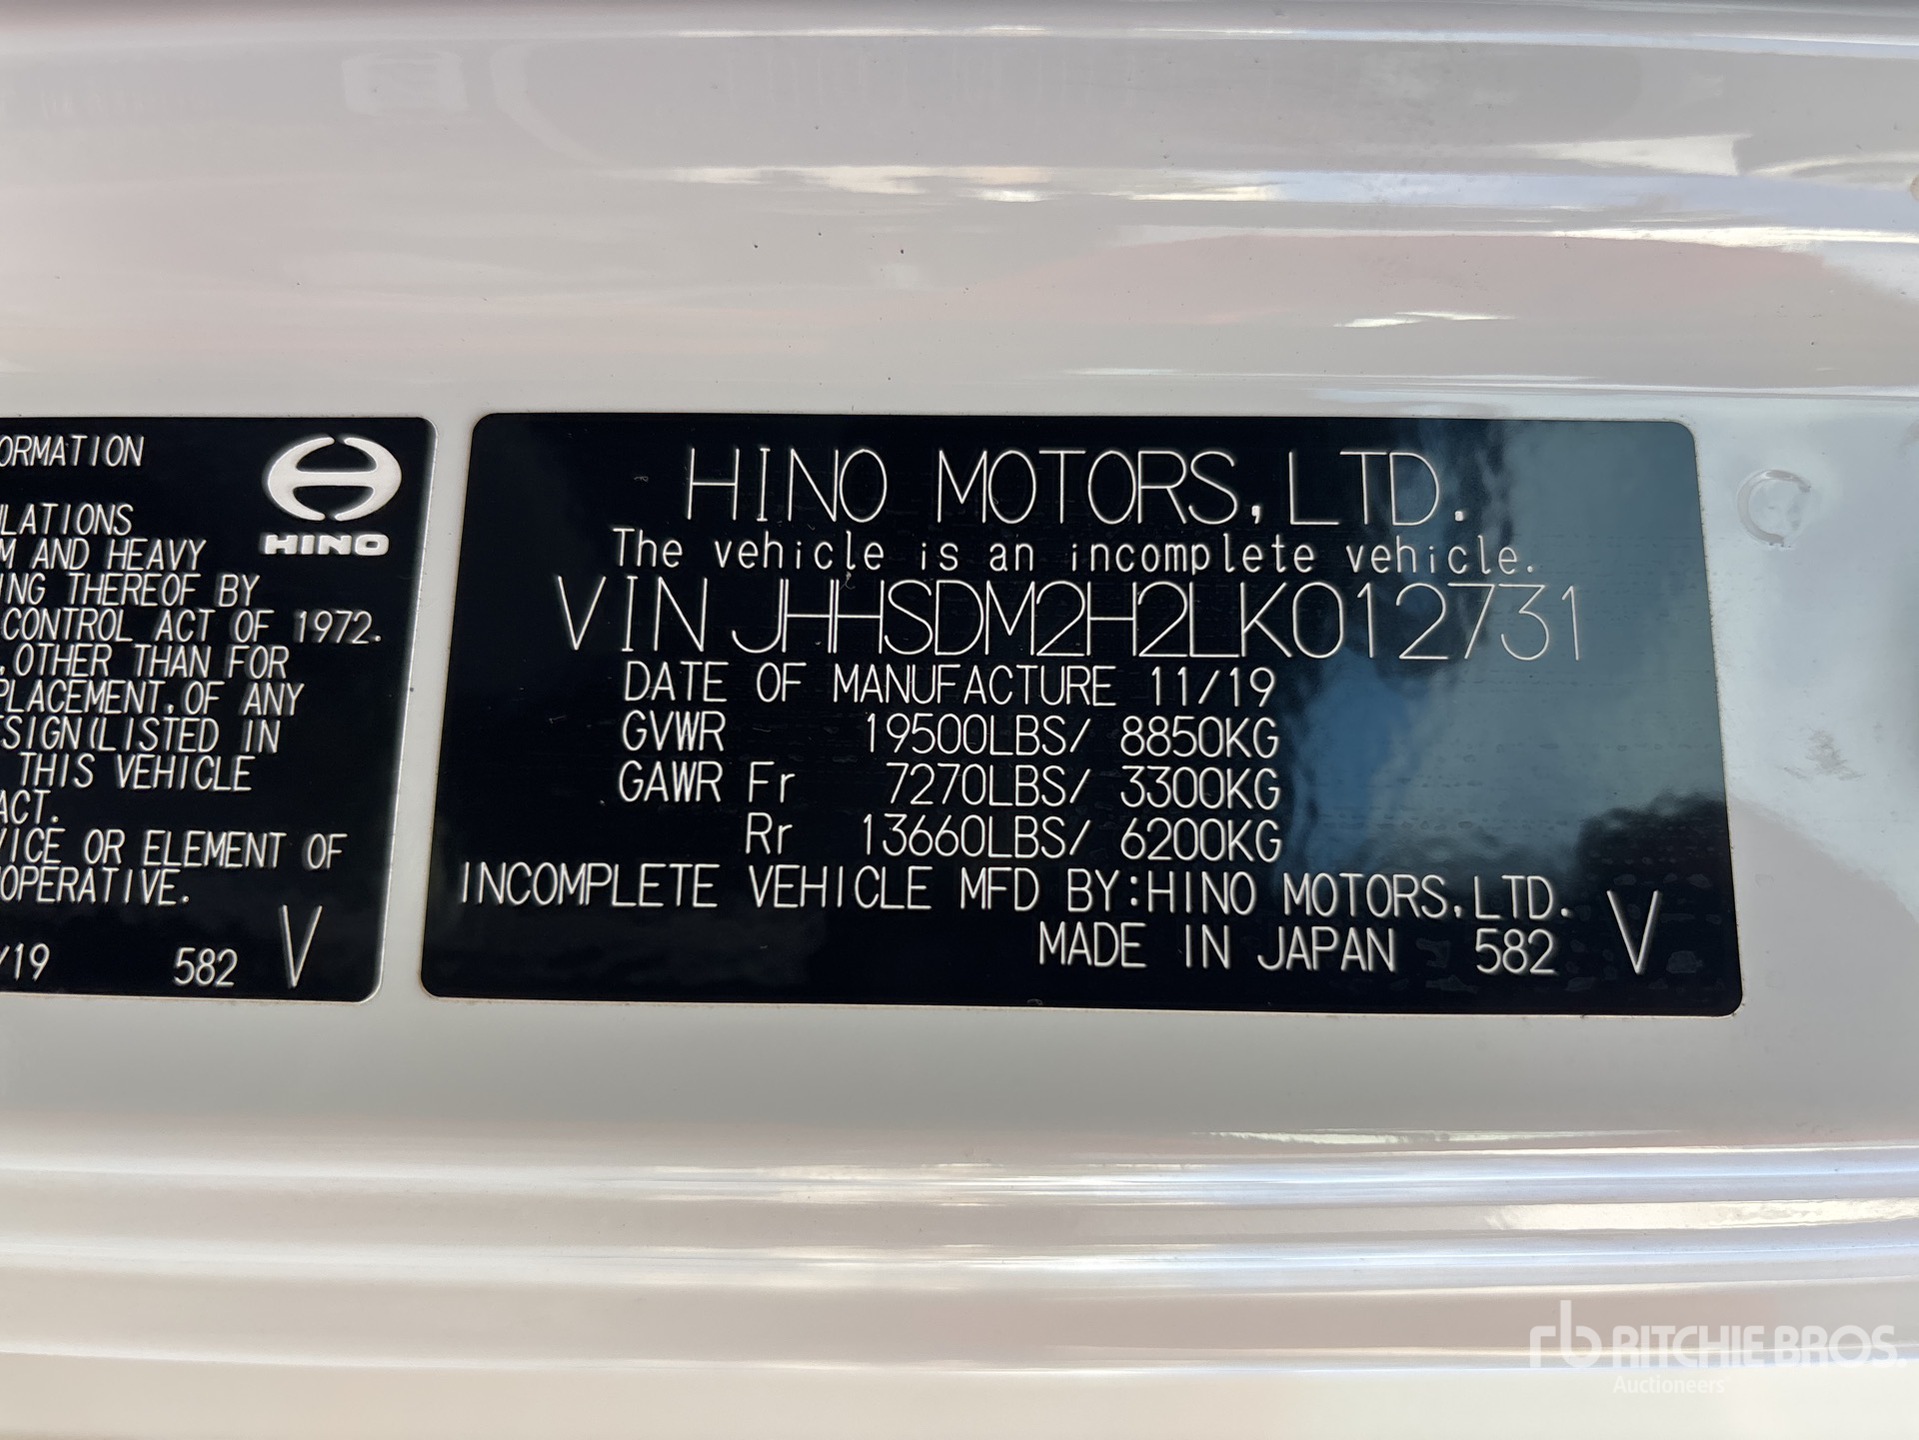 ORMATION
HINO
ULATIONS
M AND HEAVY
ING THEREOF BY
CONTROL ACT OF 1972.
,OTHER THAN FOR
PLACEMENT,OF ANY
SIGN(LISTED IN
THIS VEHICLE
ACT.
VICE OR ELEMENT OF
OPERATIVE.
/19 582 V
HINO MOTORS,LTD.
The vehicle is an incomplete vehicle.
VIN JHHSDM2H2LK012731
DATE OF MANUFACTURE 11/19
GVWR 19500LBS/ 8850KG
GAWR Fr 7270LBS/ 3300KG
Rr 13660LBS/ 6200KG
INCOMPLETE VEHICLE MFD BY:HINO MOTORS,LTD.
MADE IN JAPAN 582 V
rb RITCHIE BROS.
Auctioneers